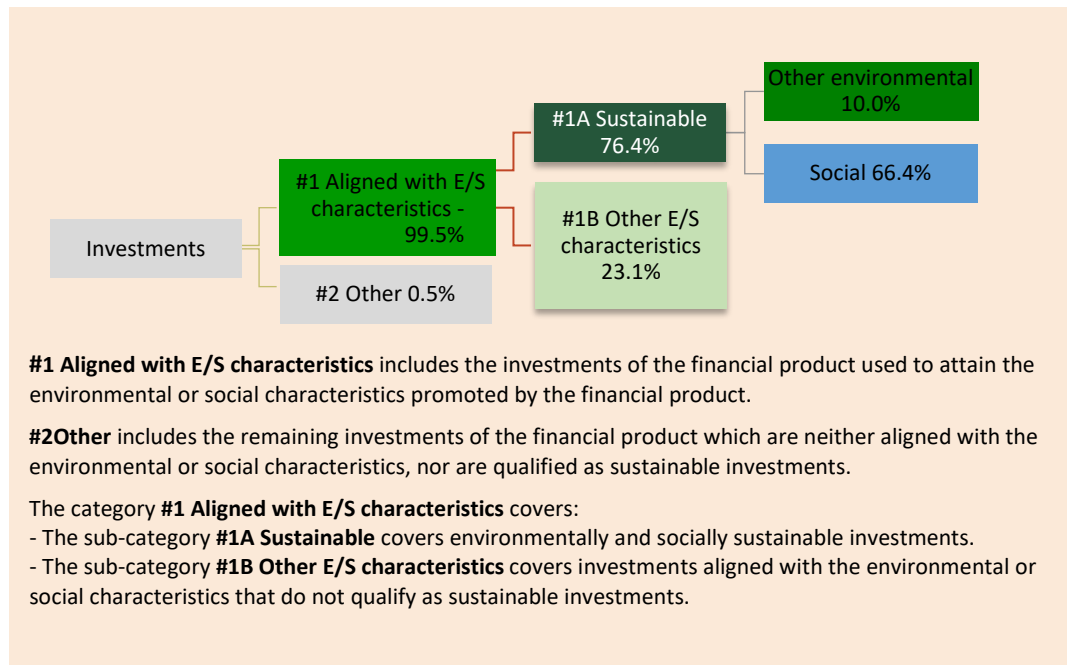 Other environmental
10.0%
#1A Sustainable
76.4%
Social 66.4%
#1 Aligned with E/S
characteristics -
99.5%
#1B Other E/S
characteristics
23.1%
Investments
#2 Other 0.5%
#1 Aligned with E/S characteristics includes the investments of the financial product used to attain the
environmental or social characteristics promoted by the financial product.
#2Other includes the remaining investments of the financial product which are neither aligned with the
environmental or social characteristics, nor are qualified as sustainable investments.
The category #1 Aligned with E/S characteristics covers:
- The sub-category #1A Sustainable covers environmentally and socially sustainable investments.
- The sub-category #1B Other E/S characteristics covers investments aligned with the environmental or
social characteristics that do not qualify as sustainable investments.